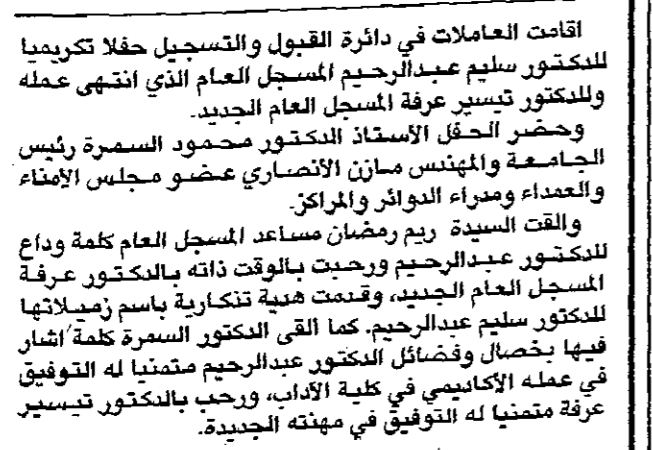 اقامت العاملات في دائرة القبول والتسجيل حفلا تكريميا
للدكتور سليم عبدالرحيم المسجل العام الذي انتهى عمله
وللدكتور تيسير عرفة المسجل العام الجديد.
وحضر الحفل الأستاذ الدكتور محمود السمرة رئيس
الجامعة والمهندس مازن الأنصاري عضو مجلس الامناء
والعمداء ومدراء الدوائر والمراكز.
والقت السيدة ريم رمضان مساعد المسجل العام كلمة وداع
للدكتور عبدالرحيم ورحبت بالوقت ذاته بالدكتور عرفة
المسجل العام الجديد، وقدمت هدية تذكارية باسم زميلاتها
للدكتور سليم عبدالرحيم. كما القى الدكتور السمرة كلمة اشار
فيها بخصال وفضائل الدكتور عبدالرحيم متمنيا له التوفيق
في عمله الأكاديمي في كلية الآداب، ورحب بالدكتور تيسير
عرفة متمنيا له التوفيق في مهنته الجديدة.